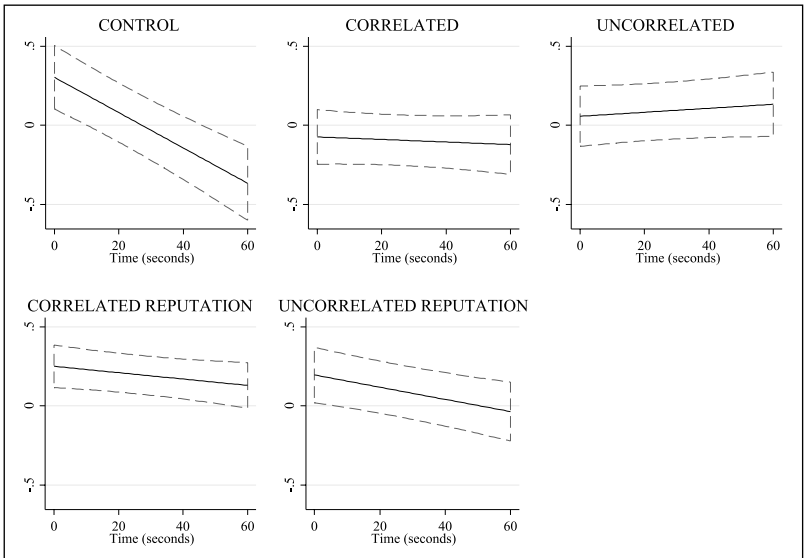 CONTROL
CORRELATED
UNCORRELATED
.5
0
-.5
0 20 40 60
Time (seconds)
.5
0
-.5
0 20 40 60
Time (seconds)
.5
0
-.5
0 20 40 60
Time (seconds)
CORRELATED REPUTATION
UNCORRELATED REPUTATION
.5
0
-.5
0 20 40 60
Time (seconds)
.5
0
-.5
0 20 40 60
Time (seconds)